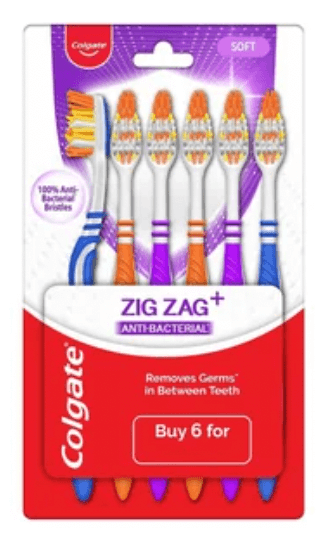 Colgate
SOFT
100% Anti-
Bacterial
Bristles
ZIG ZAG+
ANTI-BACTERIAL*
Removes Germs*
in Between Teeth
Colgate®
Buy 6 for